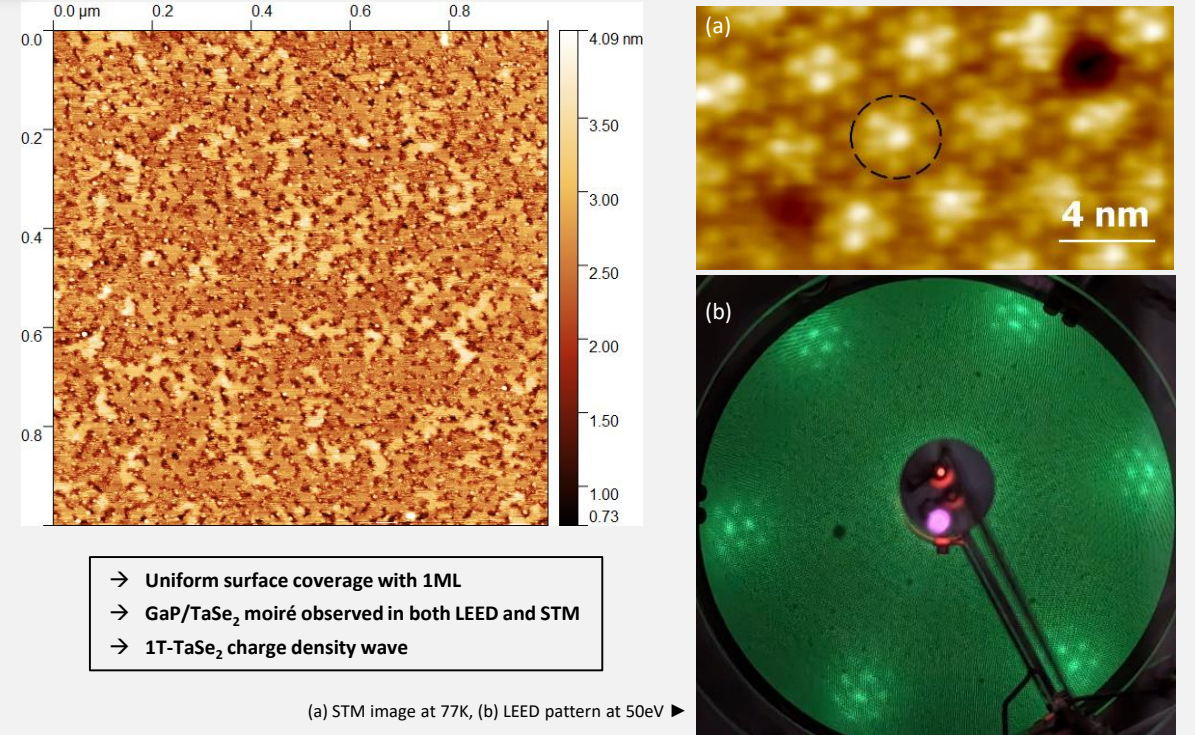 0.0 µm 0.2 0.4 0.6 0.8
0.0
0.2
0.4
0.6
0.8
4.09 nm
3.50
3.00
2.50
2.00
1.50
1.00
0.73
→ Uniform surface coverage with 1ML
→ GaP/TaSe₂ moiré observed in both LEED and STM
→ 1T-TaSe₂ charge density wave
(a) STM image at 77K, (b) LEED pattern at 50eV ►
(a)
4 nm
(b)